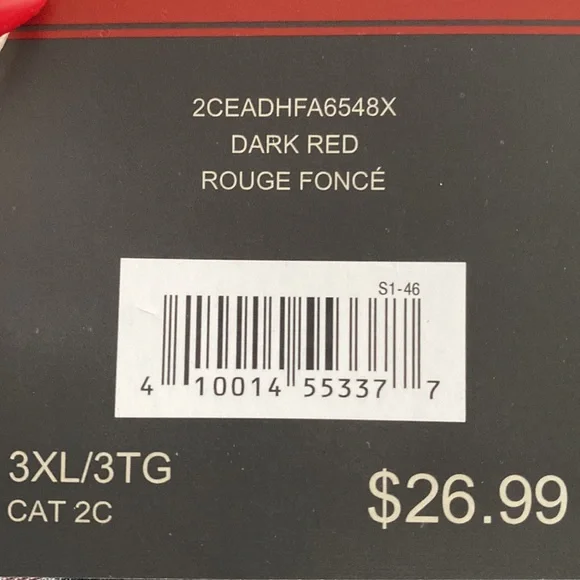 2CEADHFA6548X
DARK RED
ROUGE FONCÉ
S1-46
4 10014 55337 7
3XL/3TG
CAT 2C
$26.99